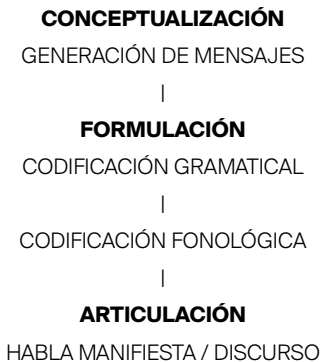 CONCEPTUALIZACIÓN
GENERACIÓN DE MENSAJES
|
FORMULACIÓN
CODIFICACIÓN GRAMATICAL
|
CODIFICACIÓN FONOLÓGICA
|
ARTICULACIÓN
HABLA MANIFIESTA / DISCURSO